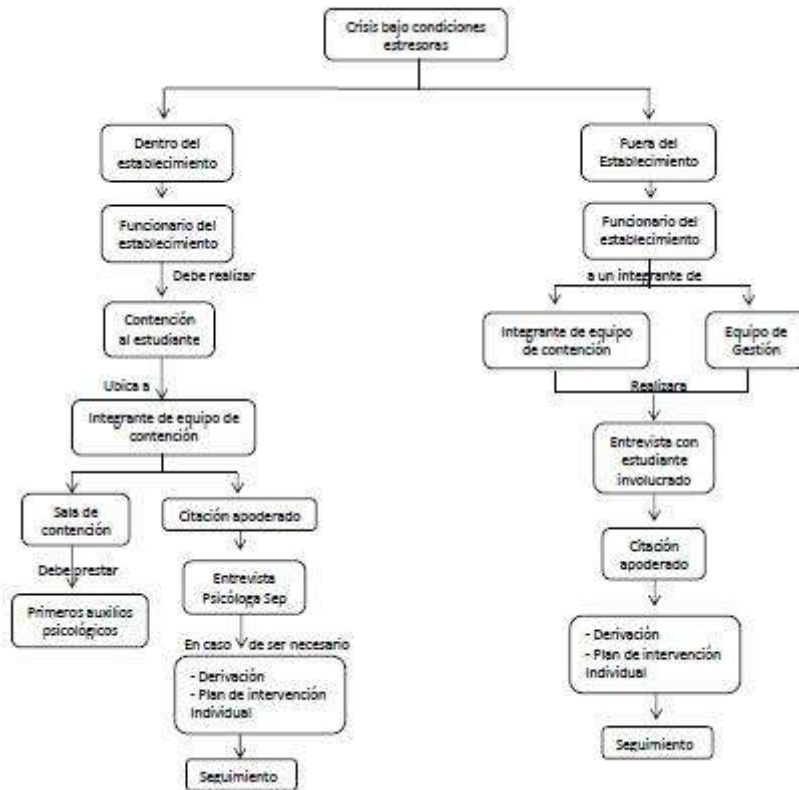 Crisis bajo condiciones
estresoras
Dentro del
establecimiento
Funcionario del
establecimiento
Debe realizar
Contención
al estudiante
Ubica a
Integrante de equipo de
contención
Sala de
contención
Debe prestar
Primeros auxilios
psicológicos
Citación apoderado
Entrevista
Psicóloga Sep
En caso de ser necesario
- Derivación
- Plan de intervención
Individual
Seguimiento
Fuera del
Establecimiento
Funcionario del
establecimiento
a un integrante de
Integrante de equipo
de contención
Equipo de
Gestión
Realizara
Entrevista con
estudiante
involucrado
Citación
apoderado
- Derivación
- Plan de intervención
Individual
Seguimiento